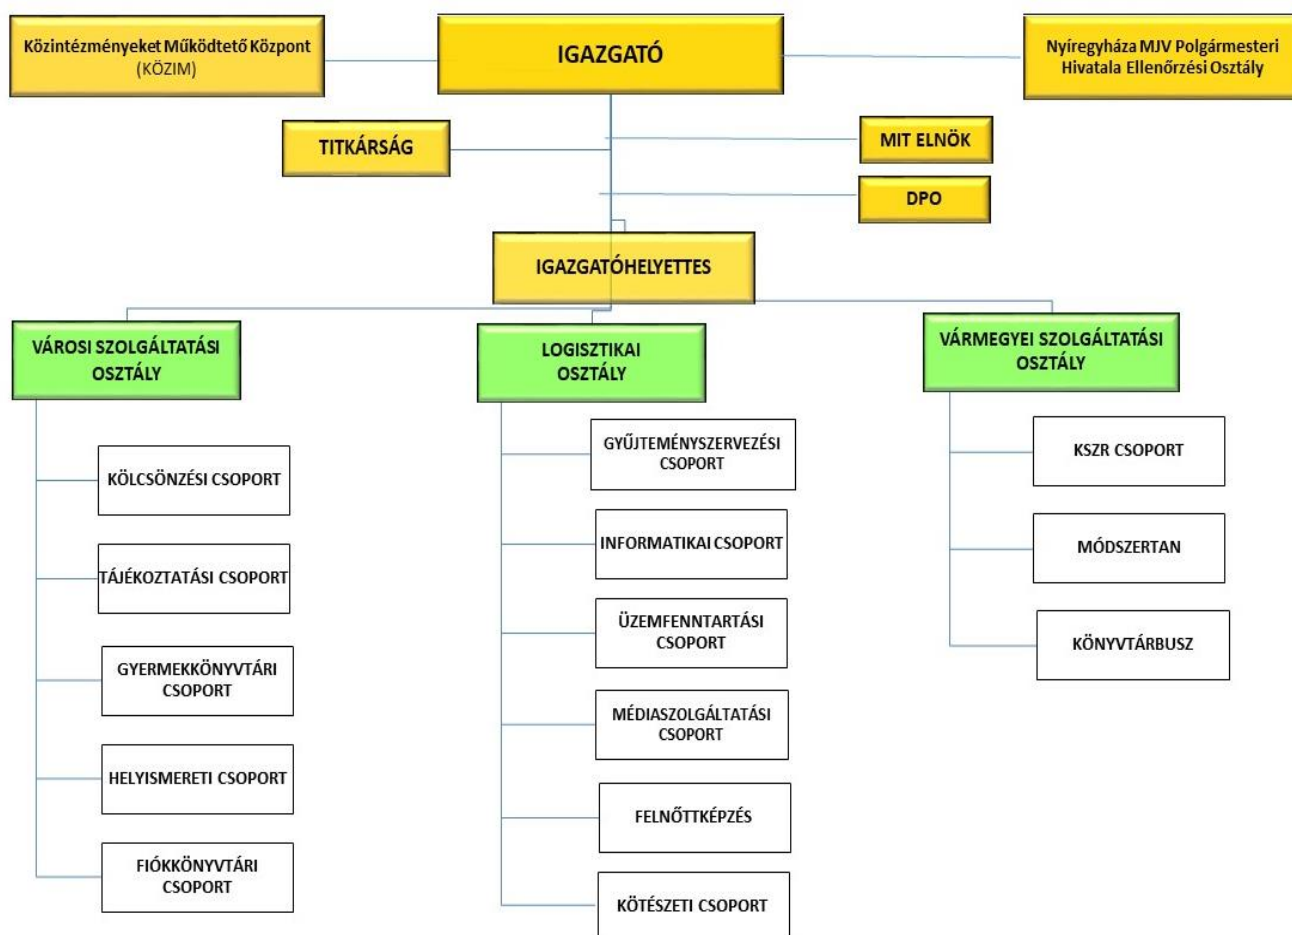 Közintézményeket Működtető Központ
(KÖZIM)
IGAZGATÓ
Nyíregyháza MJV Polgármesteri
Hivatala Ellenőrzési Osztály
TITKÁRSÁG
MIT ELNÖK
DPO
IGAZGATÓHELYETTES
VÁROSI SZOLGÁLTATÁSI
OSZTÁLY
KÖLCSÖNZÉSI CSOPORT
TÁJÉKOZTATÁSI CSOPORT
GYERMEKKÖNYVTÁRI
CSOPORT
HELYISMERETI CSOPORT
FIÓKKÖNYVTÁRI
CSOPORT
LOGISZTIKAI
OSZTÁLY
GYŰJTEMÉNYSZERVEZÉSI
CSOPORT
INFORMATIKAI CSOPORT
ÜZEMFENNTARTÁSI
CSOPORT
MÉDIASZOLGÁLTATÁSI
CSOPORT
FELNŐTTKÉPZÉS
KÖTÉSZETI CSOPORT
VÁRMEGYEI SZOLGÁLTATÁSI
OSZTÁLY
KSZR CSOPORT
MÓDSZERTAN
KÖNYVTÁRBUSZ